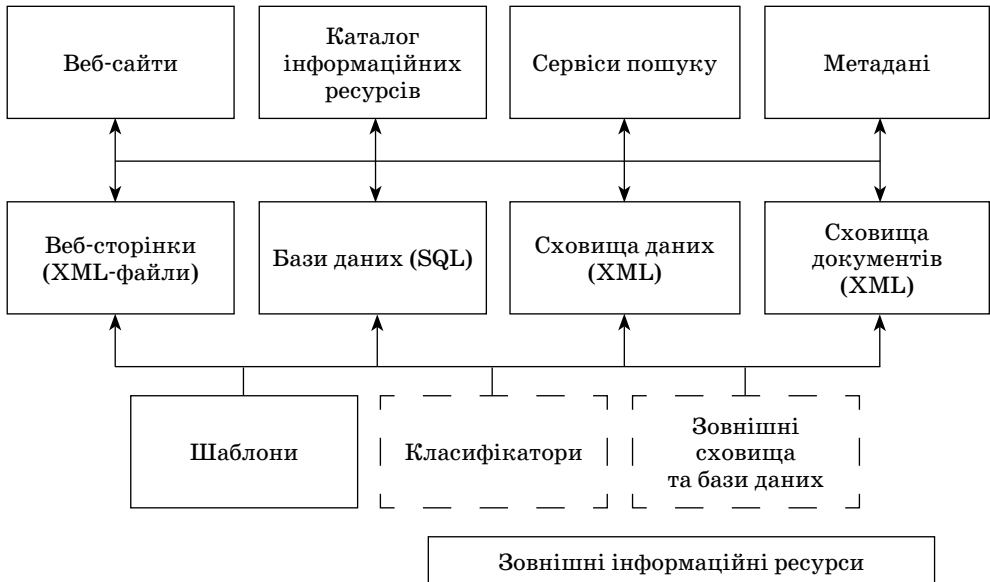 Веб-сайти
Каталог
інформаційних
ресурсів
Сервіси пошуку
Метадані
Веб-сторінки
(XML-файли)
Бази даних (SQL)
Сховища даних
(XML)
Сховища
документів
(XML)
Шаблони
Класифікатори
Зовнішні
сховища
та бази даних
Зовнішні інформаційні ресурси